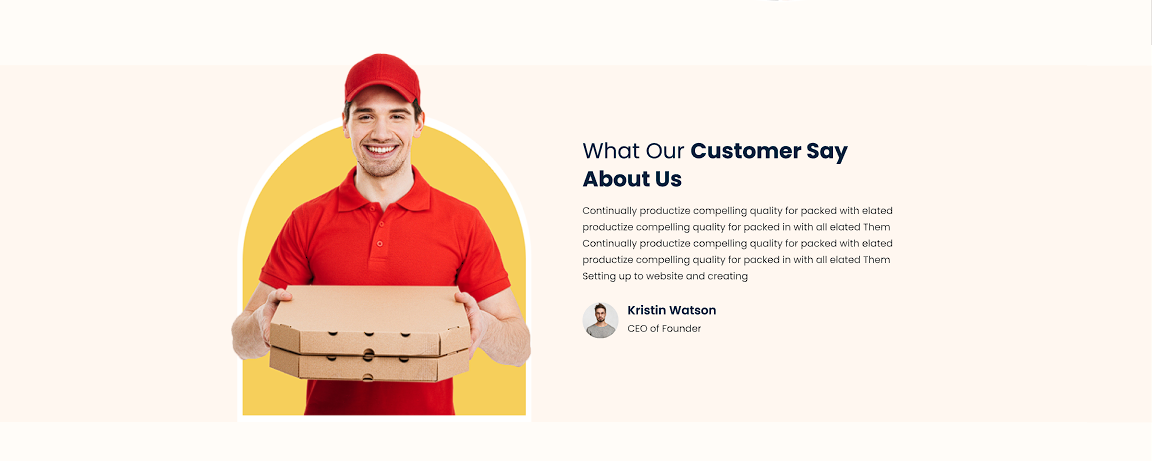 What Our Customer Say
About Us
Continually productize compelling quality for packed with elated
productize compelling quality for packed in with all elated Them
Continually productize compelling quality for packed with elated
productize compelling quality for packed in with all elated Them
Setting up to website and creating
Kristin Watson
CEO of Founder